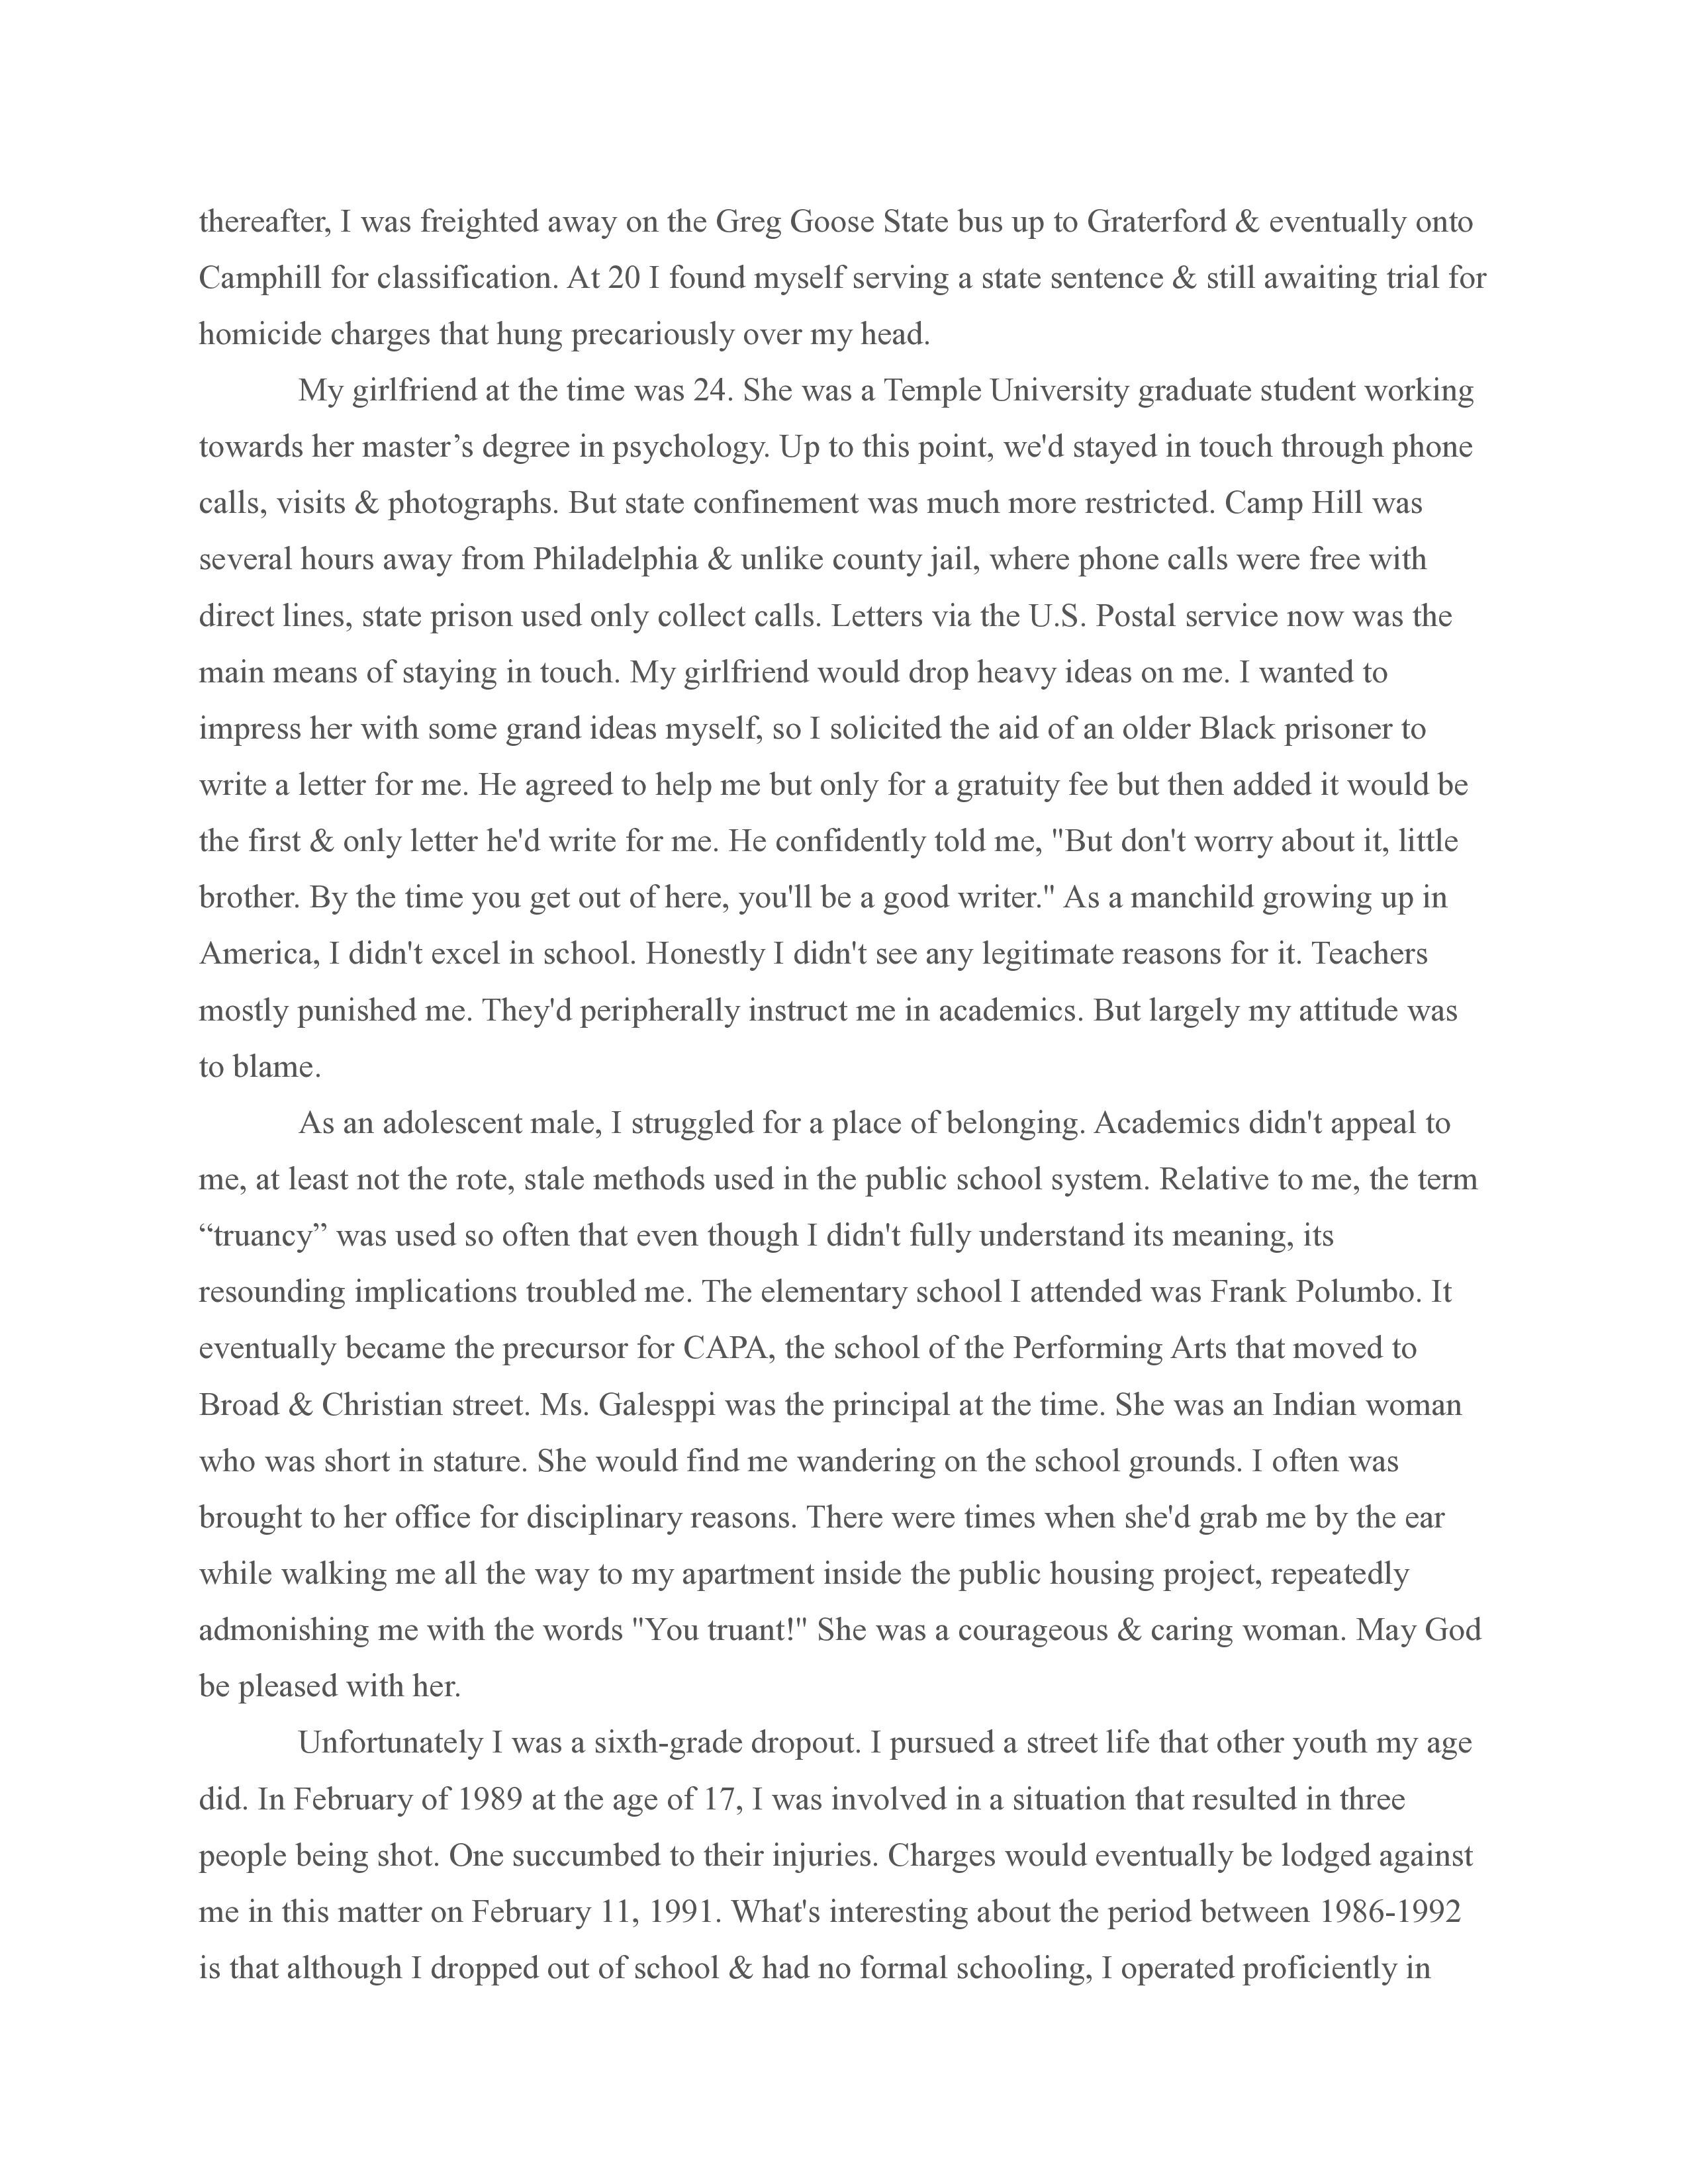 thereafter, I was freighted away on the Greg Goose State bus up to Graterford & eventually onto
Camphill for classification. At 20 I found myself serving a state sentence & still awaiting trial for
homicide charges that hung precariously over my head.
My girlfriend at the time was 24. She was a Temple University graduate student working
towards her master’s degree in psychology. Up to this point, we'd stayed in touch through phone
calls, visits & photographs. But state confinement was much more restricted. Camp Hill was
several hours away from Philadelphia & unlike county jail, where phone calls were free with
direct lines, state prison used only collect calls. Letters via the U.S. Postal service now was the
main means of staying in touch. My girlfriend would drop heavy ideas on me. I wanted to
impress her with some grand ideas myself, so I solicited the aid of an older Black prisoner to
write a letter for me. He agreed to help me but only for a gratuity fee but then added it would be
the first & only letter he'd write for me. He confidently told me, "But don't worry about it, little
brother. By the time you get out of here, you'll be a good writer." As a manchild growing up in
America, I didn't excel in school. Honestly I didn't see any legitimate reasons for it. Teachers
mostly punished me. They'd peripherally instruct me in academics. But largely my attitude was
to blame.
As an adolescent male, I struggled for a place of belonging. Academics didn't appeal to
me, at least not the rote, stale methods used in the public school system. Relative to me, the term
“truancy” was used so often that even though I didn't fully understand its meaning, its
resounding implications troubled me. The elementary school I attended was Frank Polumbo. It
eventually became the precursor for CAPA, the school of the Performing Arts that moved to
Broad & Christian street. Ms. Galesppi was the principal at the time. She was an Indian woman
who was short in stature. She would find me wandering on the school grounds. I often was
brought to her office for disciplinary reasons. There were times when she'd grab me by the ear
while walking me all the way to my apartment inside the public housing project, repeatedly
admonishing me with the words "You truant!" She was a courageous & caring woman. May God
be pleased with her.
Unfortunately I was a sixth-grade dropout. I pursued a street life that other youth my age
did. In February of 1989 at the age of 17, I was involved in a situation that resulted in three
people being shot. One succumbed to their injuries. Charges would eventually be lodged against
me in this matter on February 11, 1991. What's interesting about the period between 1986-1992
is that although I dropped out of school & had no formal schooling, I operated proficiently in